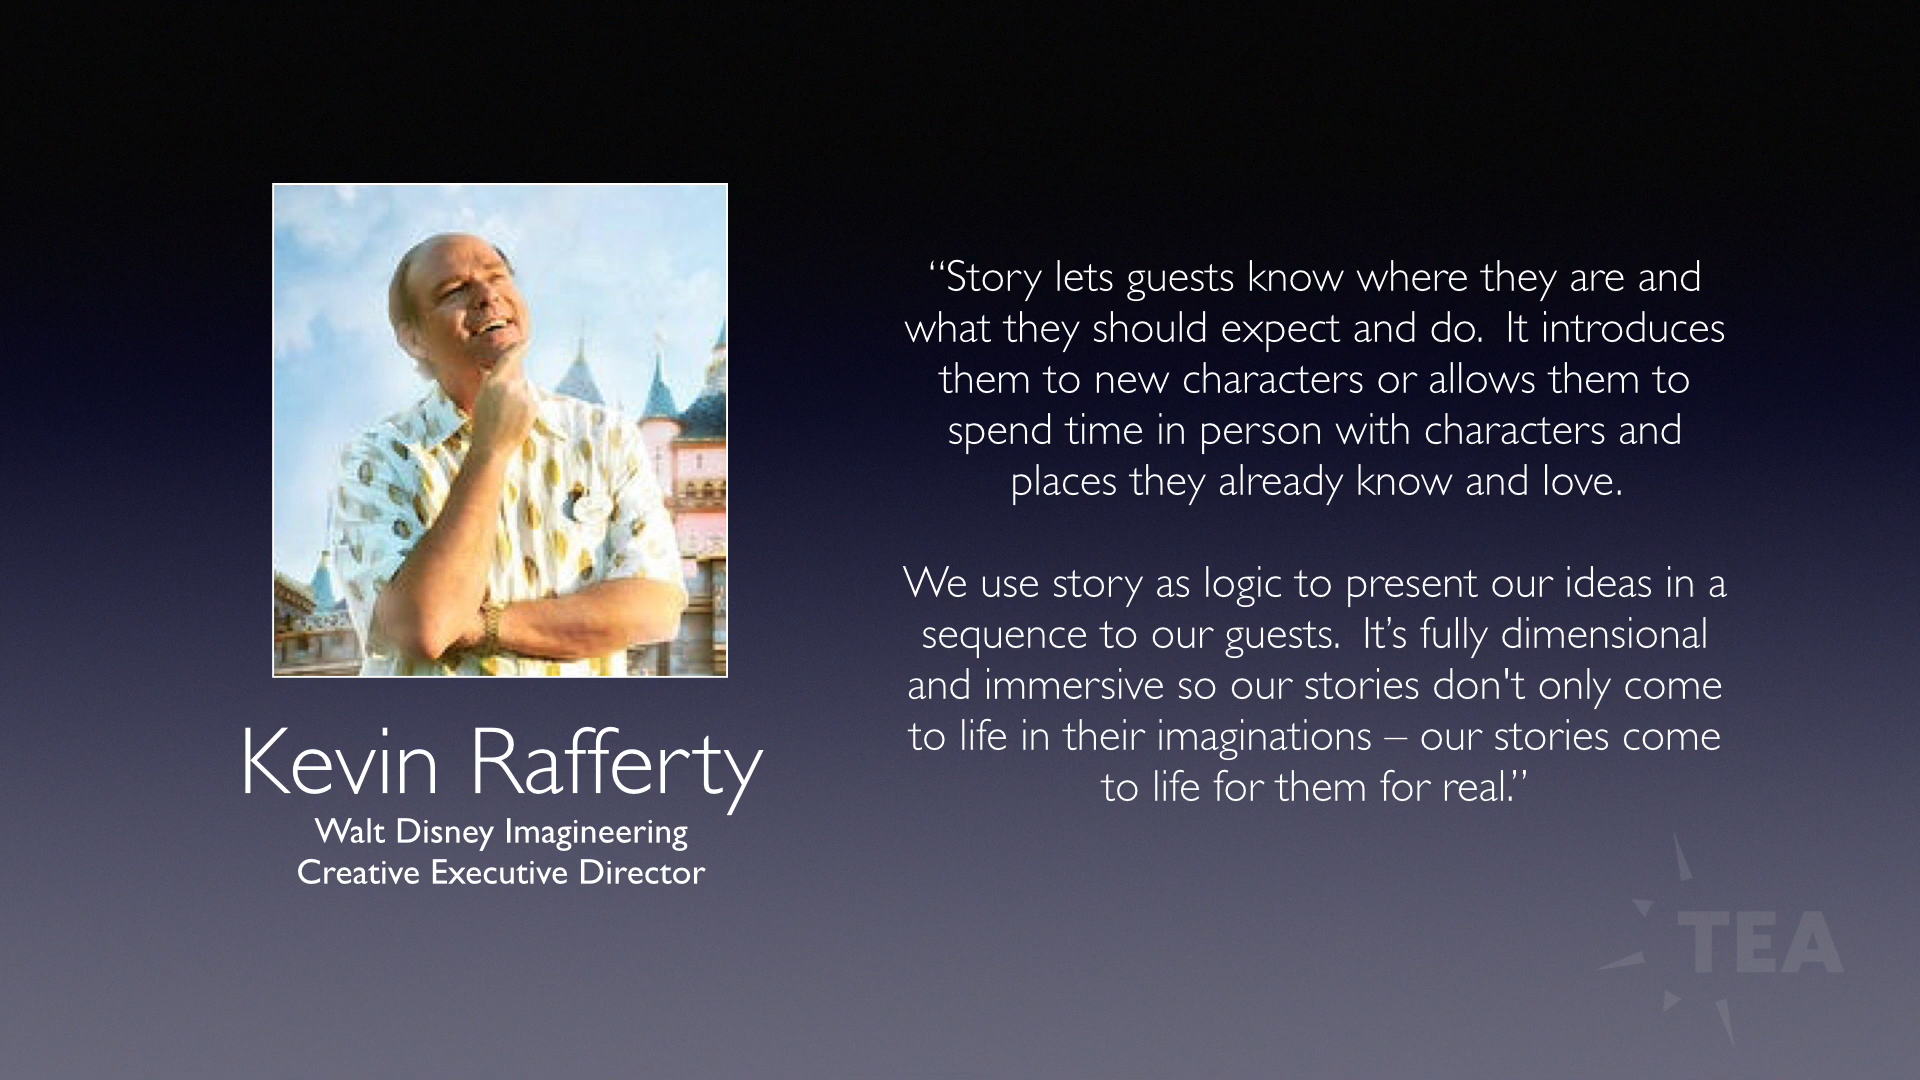 “Story lets guests know where they are and
what they should expect and do.  It introduces
them to new characters or allows them to
spend time in person with characters and
places they already know and love.
We use story as logic to present our ideas in a
sequence to our guests.  It’s fully dimensional
and immersive so our stories don't only come
to life in their imaginations – our stories come
to life for them for real.”
Kevin Rafferty
Walt Disney Imagineering
Creative Executive Director
TEA